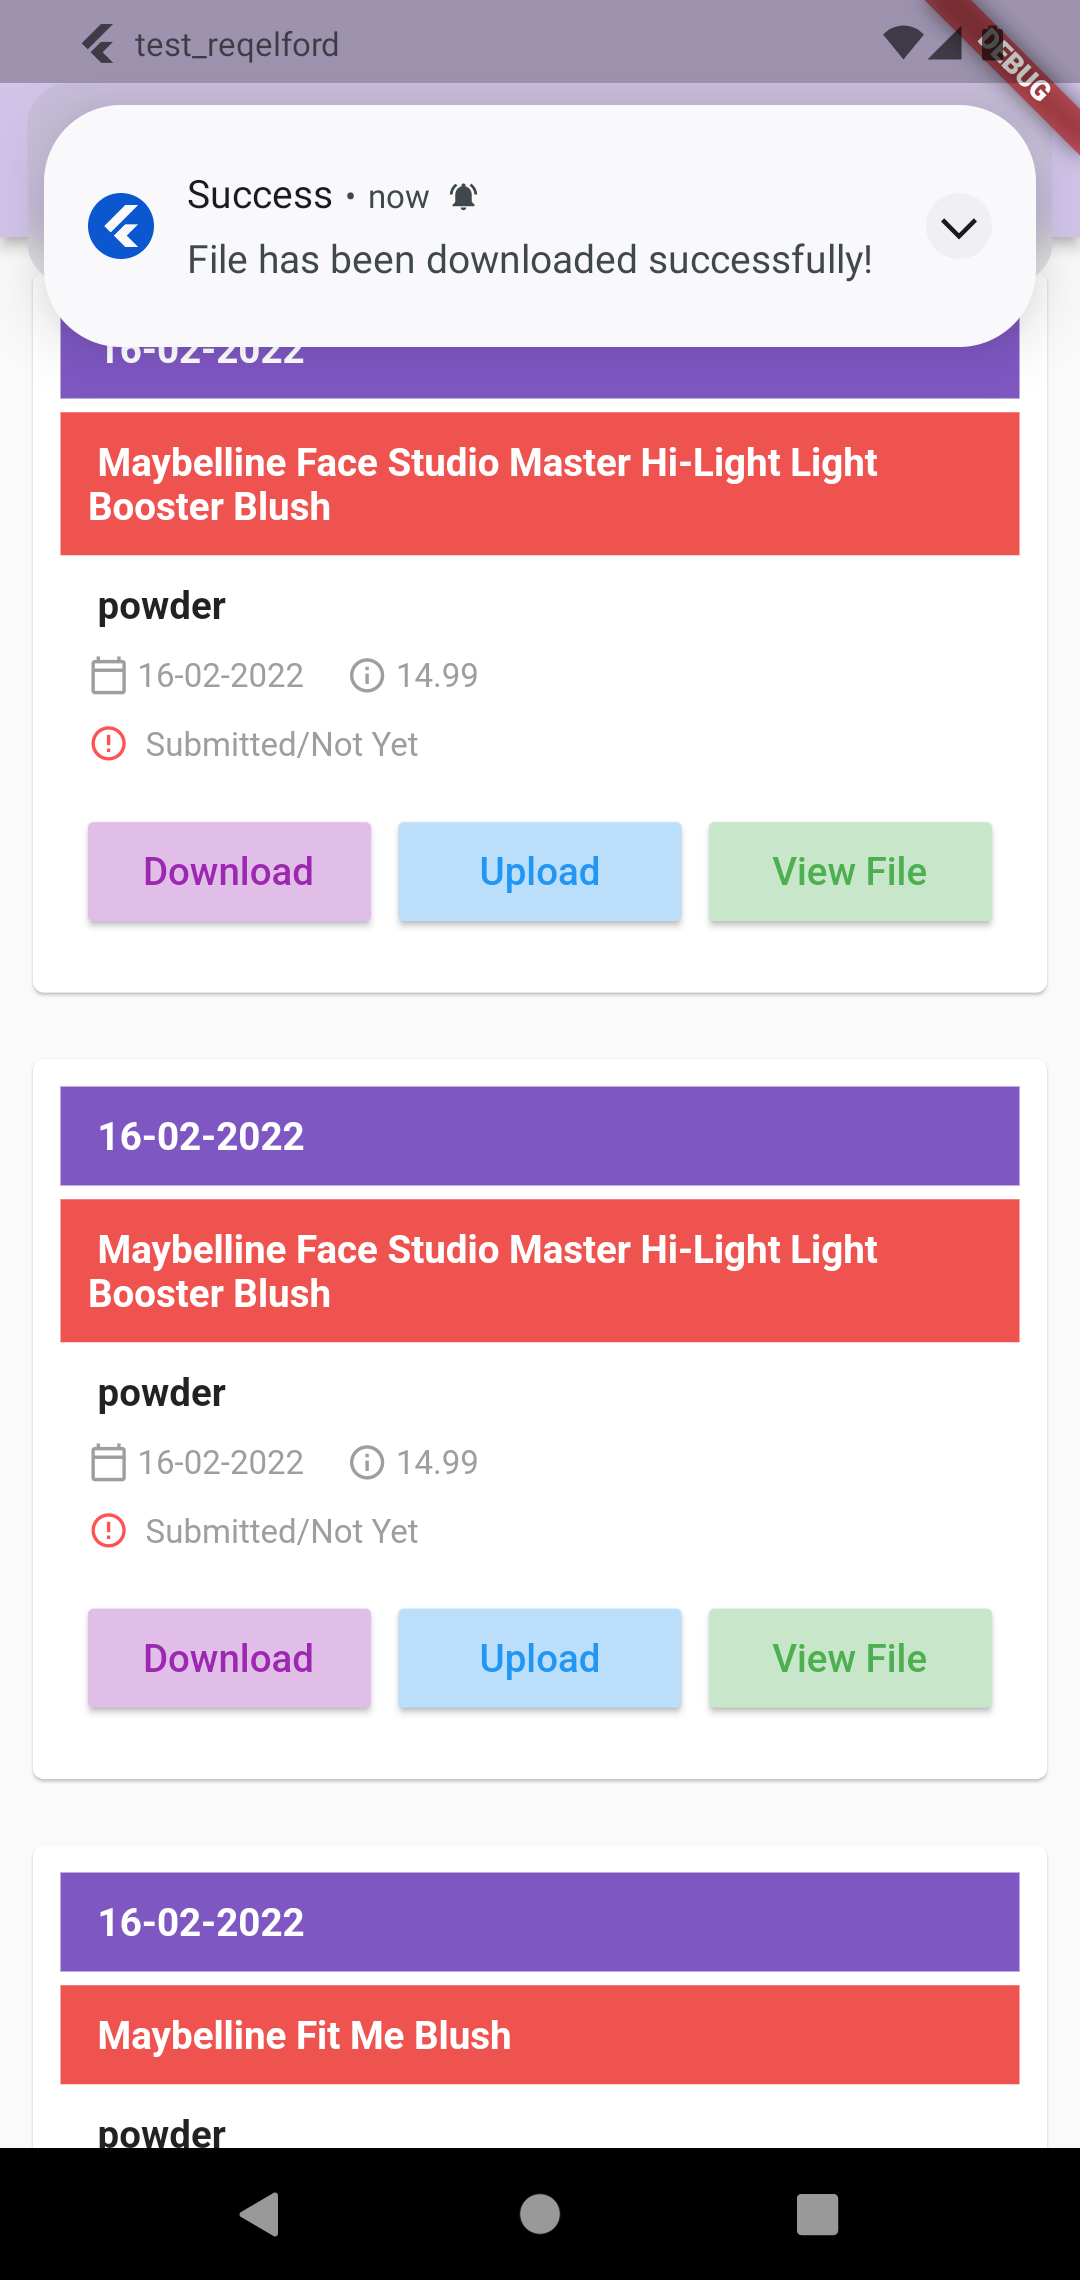 test_reqelford
DEBUG
Success • now
File has been downloaded successfully!
16-02-2022
Maybelline Face Studio Master Hi-Light Light
Booster Blush
powder
16-02-2022 14.99
Submitted/Not Yet
Download Upload View File
16-02-2022
Maybelline Face Studio Master Hi-Light Light
Booster Blush
powder
16-02-2022 14.99
Submitted/Not Yet
Download Upload View File
16-02-2022
Maybelline Fit Me Blush
powder